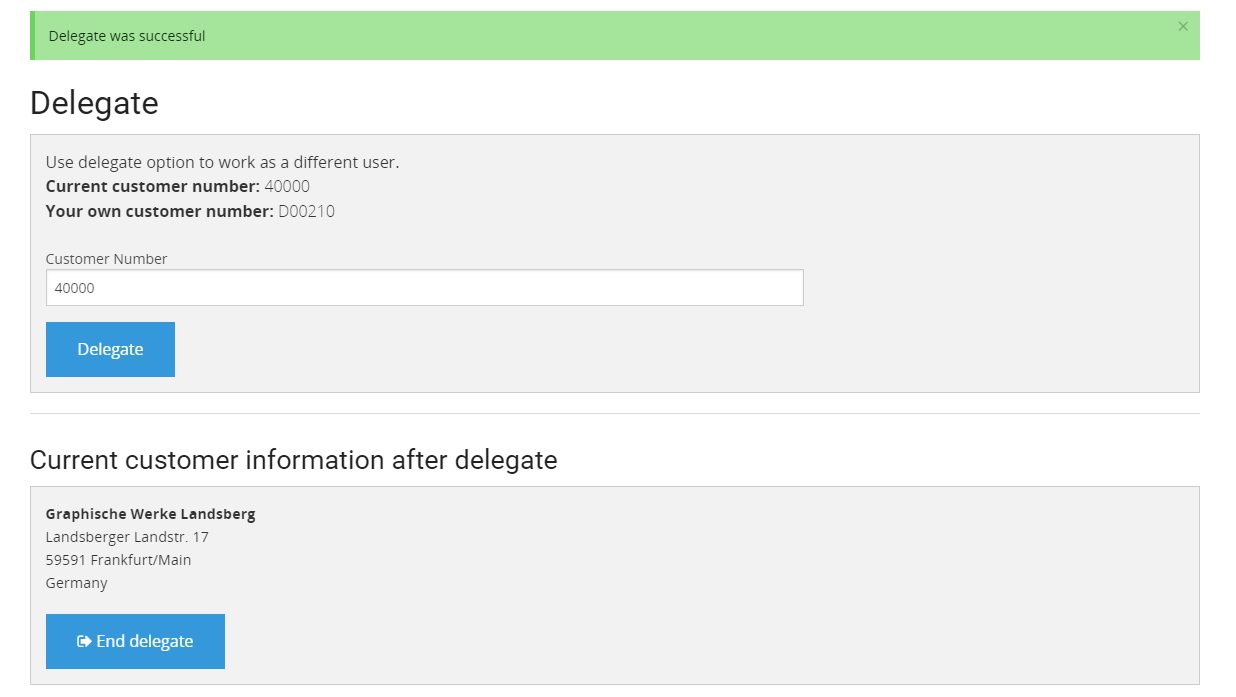 Delegate was successful
×
Delegate
Use delegate option to work as a different user.
Current customer number: 40000
Your own customer number: D00210
Customer Number
40000
Delegate
Current customer information after delegate
Graphische Werke Landsberg
Landsberger Landstr. 17
59591 Frankfurt/Main
Germany
End delegate